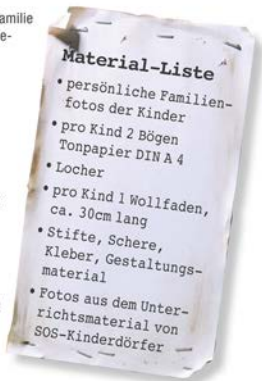 amilie
e-
Material-Liste
• persönliche Familien-
fotos der Kinder
• pro Kind 2 Bögen
Tonpapier DIN A 4
• Locher
• pro Kind 1 Wollfaden,
ca. 30cm lang
• Stifte, Schere,
Kleber, Gestaltungs-
material
• Fotos aus dem Unter-
richtsmaterial von
SOS-Kinderdörfer